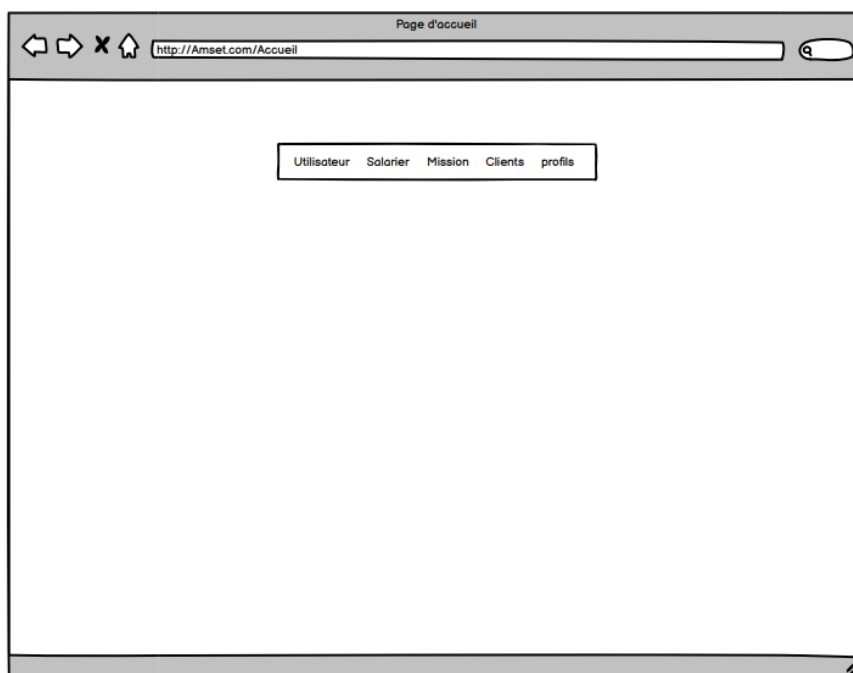 Page d'accueil
http://Amset.com/Accueil
Utilisateur Salarier Mission Clients profils